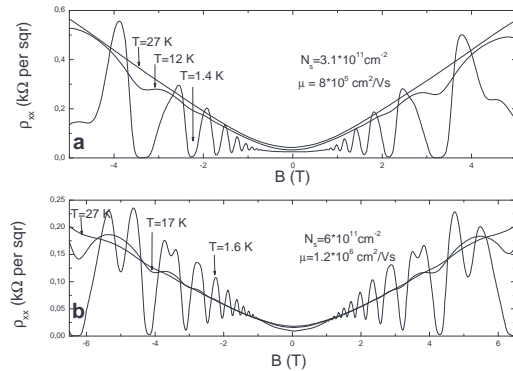 0,6
0,4
0,2
0,0
ρxx (kΩ per sqr)
T=27 K
T=12 K
T=1.4 K
Ns=3.1*10¹¹cm⁻²
μ = 8*10⁵ cm²/Vs
a
-4 -2 0 2 4
B (T)
0,25
0,20
0,15
0,10
0,05
0,00
ρxx (kΩ per sqr)
T=27 K
T=17 K
T=1.6 K
Ns=6*10¹¹cm⁻²
μ=1.2*10⁶ cm²/Vs
b
-6 -4 -2 0 2 4 6
B (T)